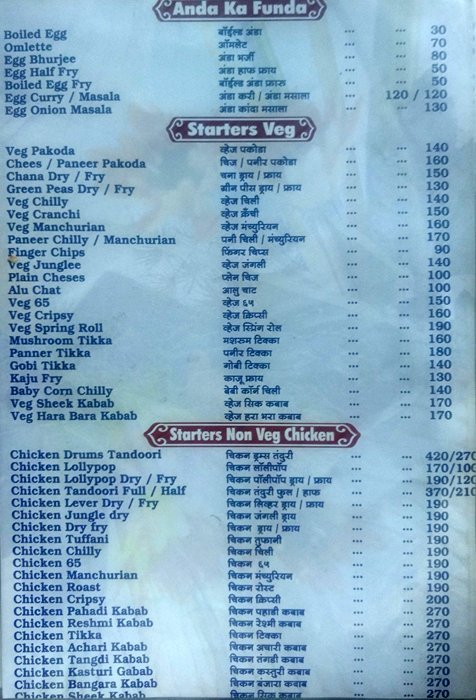 Anda Ka Funda
Boiled Egg बॉईल्ड अंडा ... ... 30
Omlette ऑमलेट ... ... 70
Egg Bhurjee अंडा भर्जी ... ... 80
Egg Half Fry अंडा हाफ फ्राय ... ... 50
Boiled Egg Fry बॉईल्ड अंडा फ्राय ... ... 50
Egg Curry / Masala अंडा करी / अंडा मसाला ... 120 / 120
Egg Onion Masala अंडा कांदा मसाला ... ... 130
Starters Veg
Veg Pakoda व्हेज पकोडा ... ... 140
Chees / Paneer Pakoda चिज / पनीर पकोडा ... ... 160
Chana Dry / Fry चना ड्राय / फ्राय ... ... 150
Green Peas Dry / Fry ग्रीन पीस ड्राय / फ्राय ... ... 130
Veg Chilly व्हेज चिली ... ... 140
Veg Cranchi व्हेज क्रँची ... ... 150
Veg Manchurian व्हेज मंच्युरियन ... ... 160
Paneer Chilly / Manchurian पनी चिली / मंच्युरियन ... ... 170
Finger Chips फिंगर चिप्स ... ... 90
Veg Junglee व्हेज जंगली ... ... 140
Plain Cheses प्लेन चिज ... ... 100
Alu Chat आलु चाट ... ... 100
Veg 65 व्हेज ६५ ... ... 150
Veg Cripsy व्हेज क्रिप्सी ... ... 160
Veg Spring Roll व्हेज स्प्रिंग रोल ... ... 190
Mushroom Tikka मशरुम टिक्का ... ... 160
Panner Tikka पनीर टिक्का ... ... 180
Gobi Tikka गोबी टिक्का ... ... 140
Kaju Fry काजू फ्राय ... ... 130
Baby Corn Chilly बेबी कॉर्न चिली ... ... 140
Veg Sheek Kabab व्हेज सिक कबाब ... ... 170
Veg Hara Bara Kabab व्हेज हरा भरा कबाब ... ... 170
Starters Non Veg Chicken
Chicken Drums Tandoori चिकन ड्रम्स तंदुरी ... ... 420/270
Chicken Lollypop चिकन लॉलीपॉप ... ... 170/100
Chicken Lollypop Dry / Fry चिकन पॉलीपॉप ड्राय / फ्राय ... ... 190/120
Chicken Tandoori Full / Half चिकन तंदुरी फुल / हाफ ... ... 370/210
Chicken Lever Dry / Fry चिकन लिव्हर ड्राय / फ्राय ... ... 190
Chicken Jungle dry चिकन जंगली ड्राय ... ... 190
Chicken Dry fry चिकन ड्राय / फ्राय ... ... 190
Chicken Tuffani चिकन तुफानी ... ... 190
Chicken Chilly चिकन चिली ... ... 190
Chicken 65 चिकन ६५ ... ... 190
Chicken Manchurian चिकन मंच्युरियन ... ... 190
Chicken Roast चिकन रोस्ट ... ... 190
Chicken Cripsy चिकन क्रिप्सी ... ... 200
Chicken Pahadi Kabab चिकन पहाडी कबाब ... ... 270
Chicken Reshmi Kabab चिकन रेश्मी कबाब ... ... 270
Chicken Tikka चिकन टिक्का ... ... 270
Chicken Achari Kabab चिकन अचारी कबाब ... ... 270
Chicken Tangdi Kabab चिकन तंगडी कबाब ... ... 270
Chicken Kasturi Gabab चिकन कस्तुरी कबाब ... ... 270
Chicken Bangara Kabab चिकन बंजारा कबाब ... ... 270
Chicken Sheek Kabab चिकन सिक कबाब ... ... 270